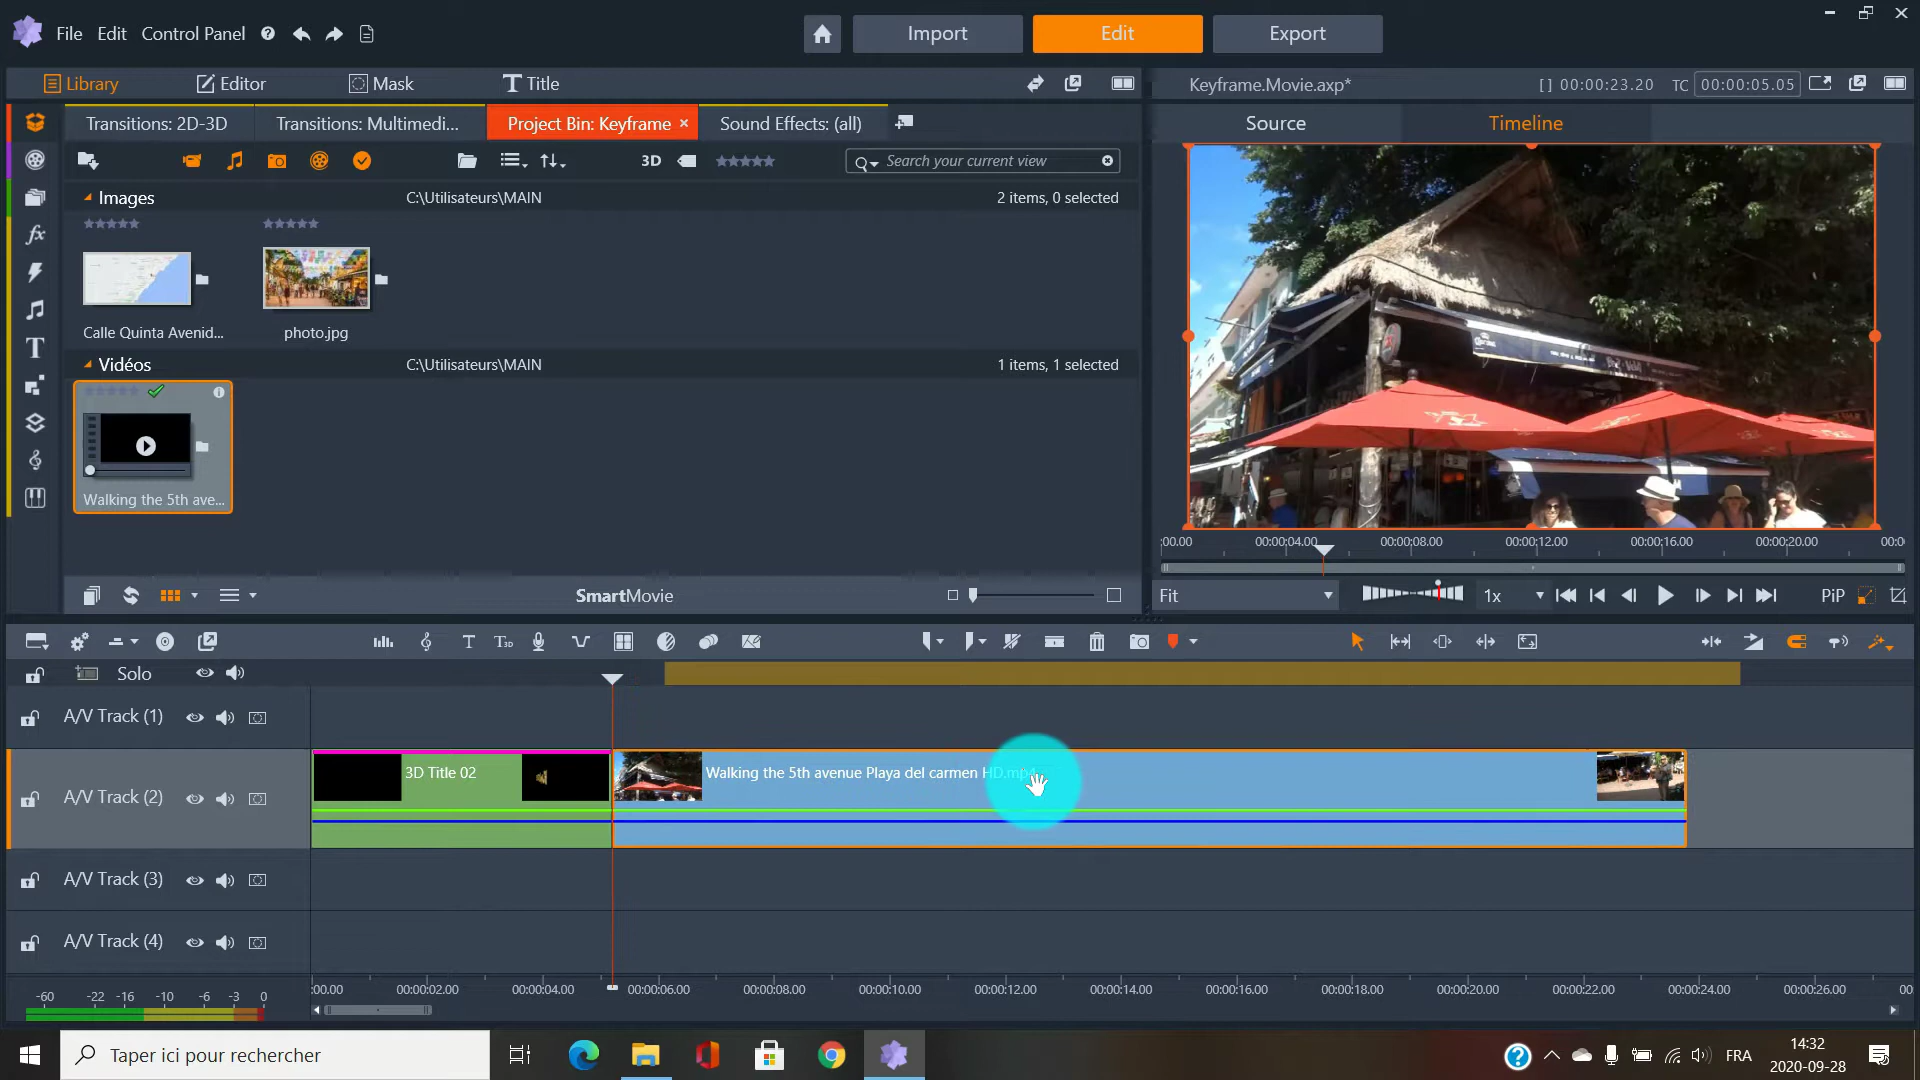 File Edit Control Panel
Import Edit Export
Library Editor Mask Title
Keyframe.Movie.axp* [ ] 00:00:23.20 TC 00:00:05.05
Transitions: 2D-3D Transitions: Multimedi... Project Bin: Keyframe × Sound Effects: (all)
Source Timeline
3D Search your current view
Images C:\Utilisateurs\MAIN 2 items, 0 selected
Calle Quinta Avenid... photo.jpg
Vidéos C:\Utilisateurs\MAIN 1 items, 1 selected
Walking the 5th ave...
:00.00 00:00:04.00 00:00:08.00 00:00:12.00 00:00:16.00 00:00:20.00 00:0
SmartMovie
Fit 1x PiP
Solo
A/V Track (1)
3D Title 02 Walking the 5th avenue Playa del carmen HD.mp4
A/V Track (2)
A/V Track (3)
A/V Track (4)
:00.00 00:00:02.00 00:00:04.00 00:00:06.00 00:00:08.00 00:00:10.00 00:00:12.00 00:00:14.00 00:00:16.00 00:00:18.00 00:00:20.00 00:00:22.00 00:00:24.00 00:00:26.00 00
-60 -22 -16 -10 -6 -3 0
Taper ici pour rechercher
FRA
14:32
2020-09-28